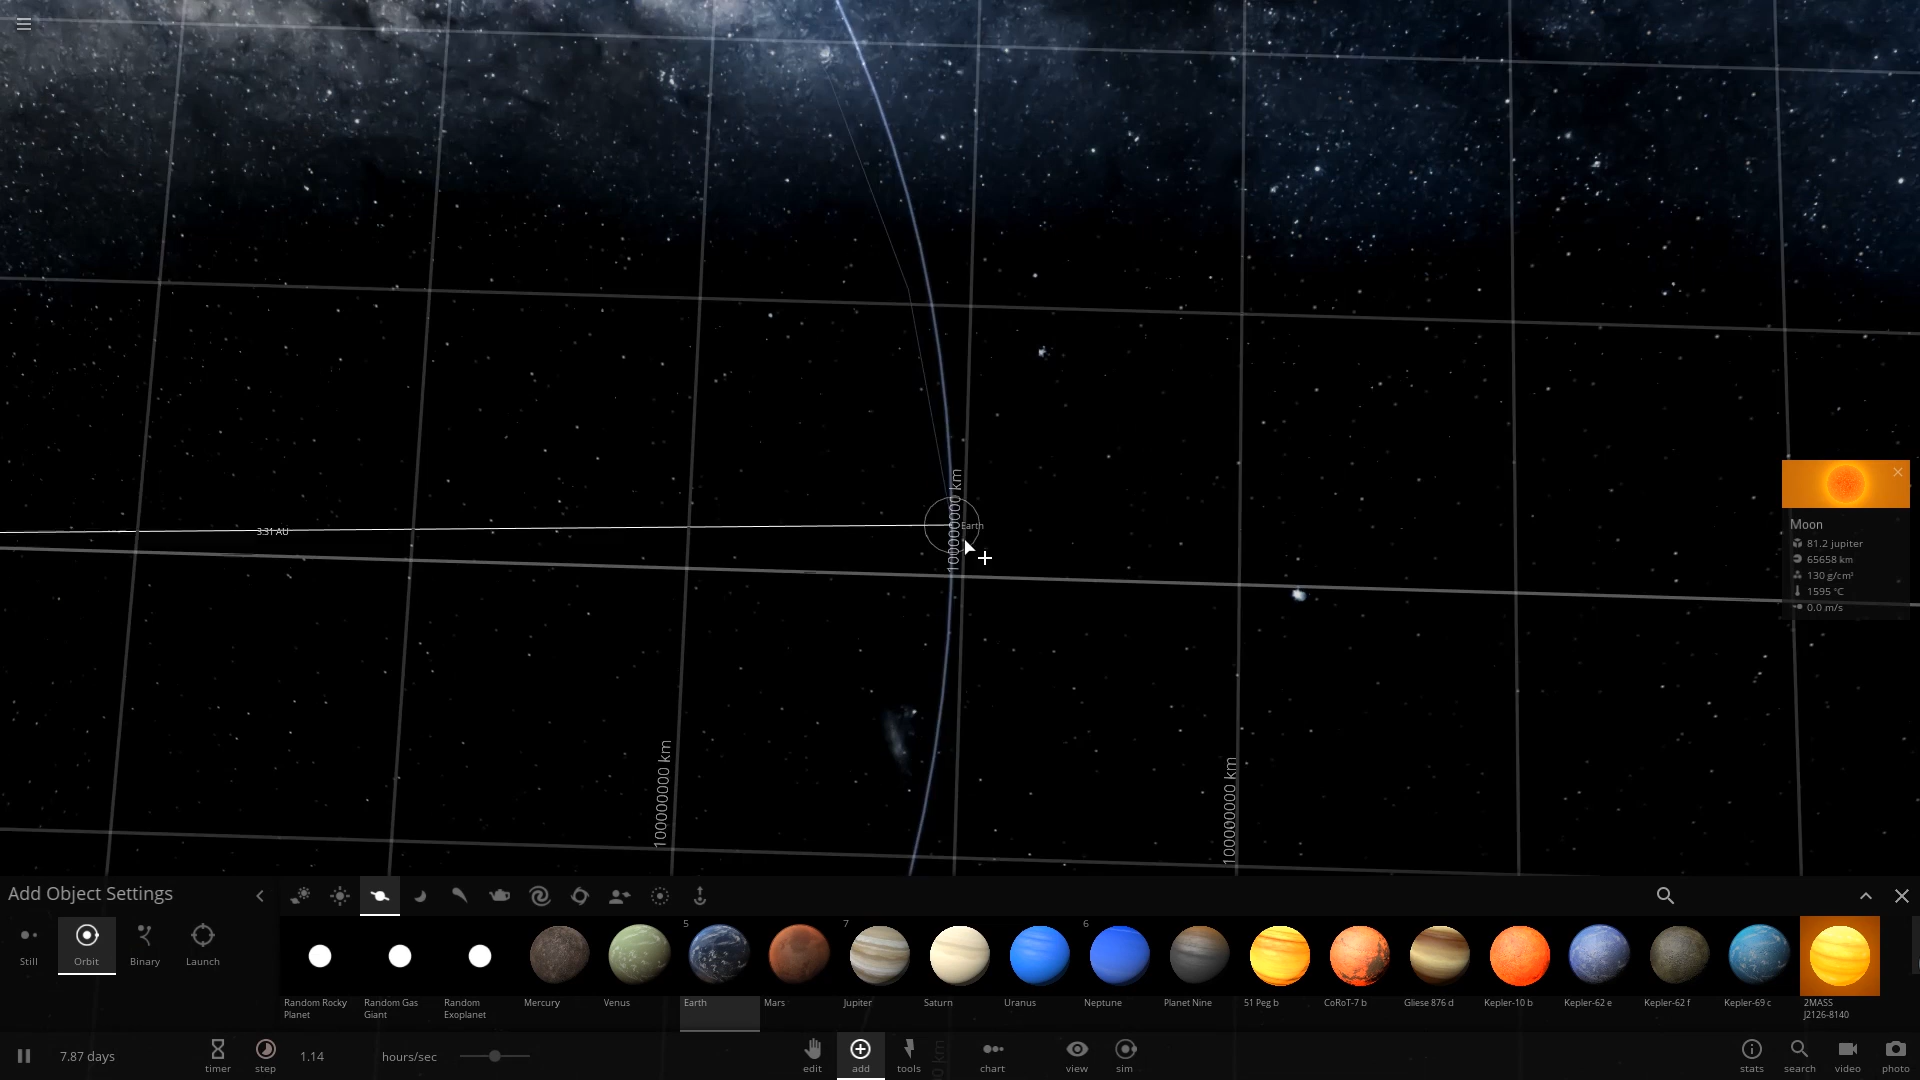 3.31 AU
10000000 km
Earth
Moon
81.2 jupiter
65658 km
130 g/cm³
1595 °C
0.0 m/s
10000000 km
10000000 km
Add Object Settings
Still
Orbit
Binary
Launch
5
7
6
Random Rocky Planet
Random Gas Giant
Random Exoplanet
Mercury
Venus
Earth
Mars
Jupiter
Saturn
Uranus
Neptune
Planet Nine
51 Peg b
CoRoT-7 b
Gliese 876 d
Kepler-10 b
Kepler-62 e
Kepler-62 f
Kepler-69 c
2MASS J2126-8140
7.87 days
timer
step
1.14
hours/sec
edit
add
tools
chart
view
sim
stats
search
video
photo